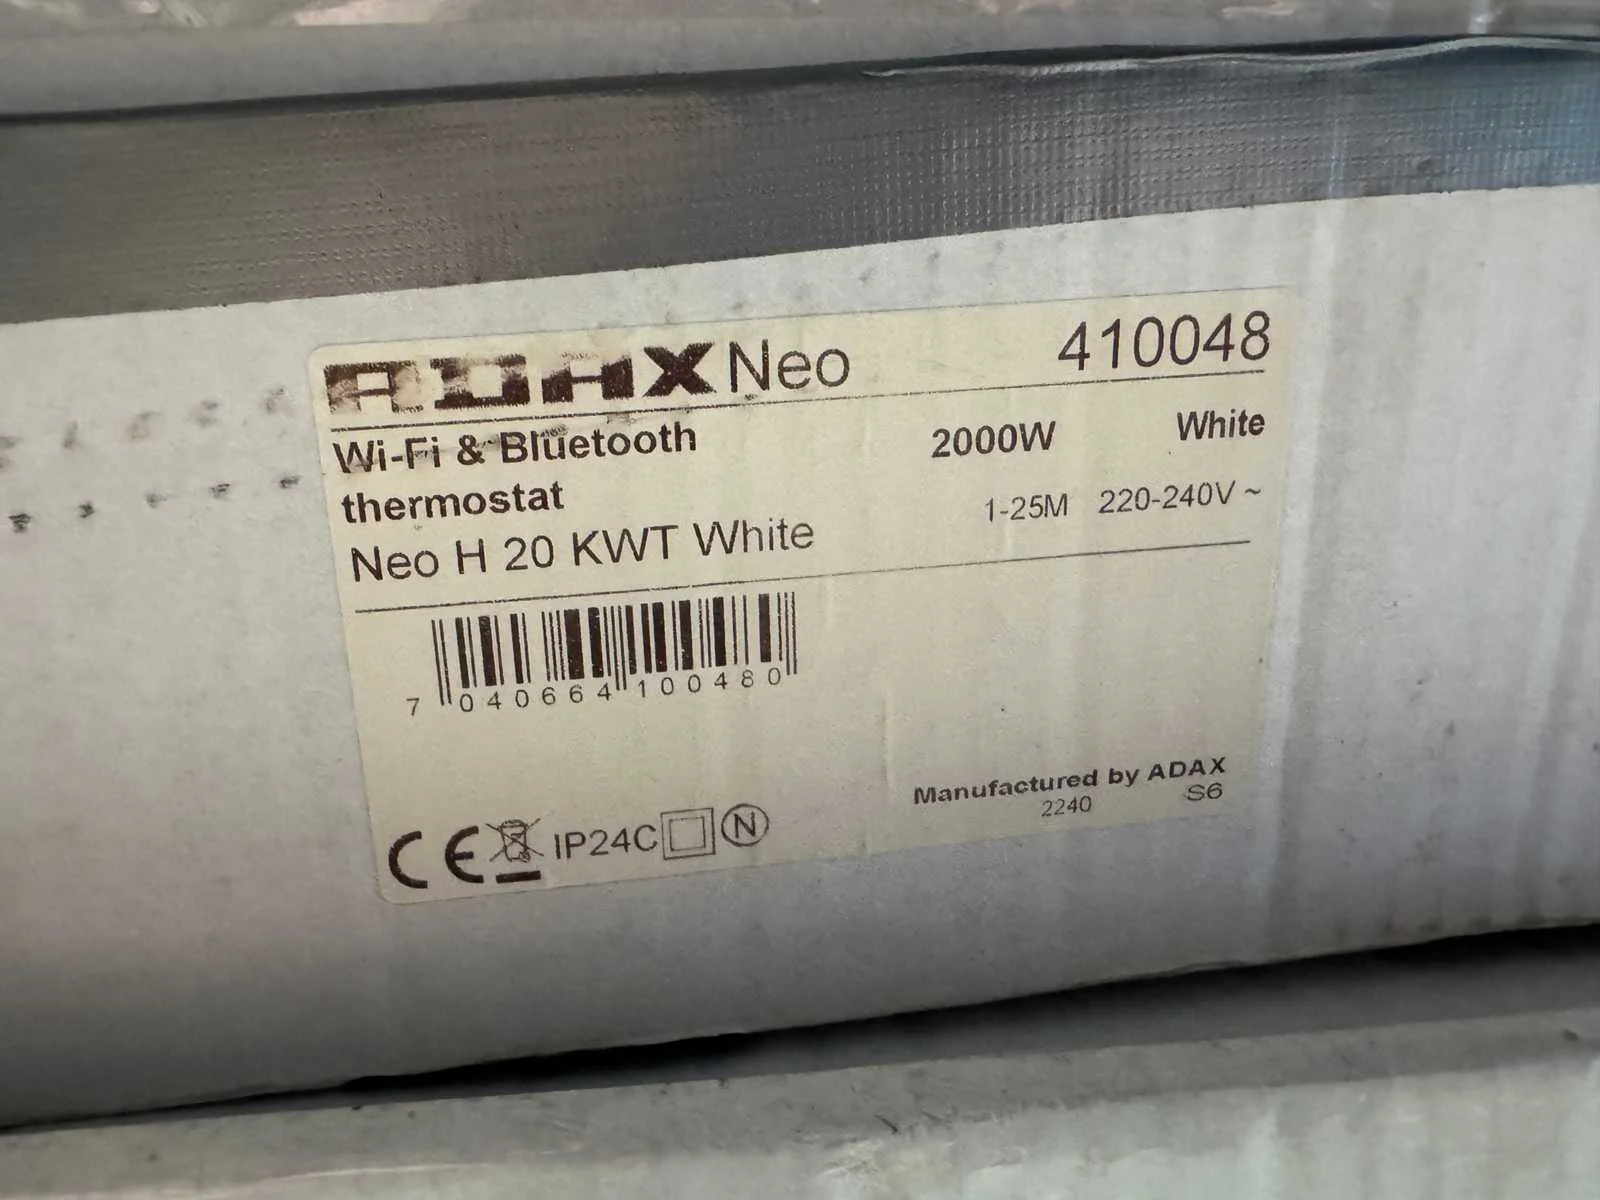 ADAX Neo 410048
Wi-Fi & Bluetooth 2000W White
thermostat 1-25M 220-240V ~
Neo H 20 KWT White
7 040664 100480
Manufactured by ADAX
2240 S6
CE IP24C N